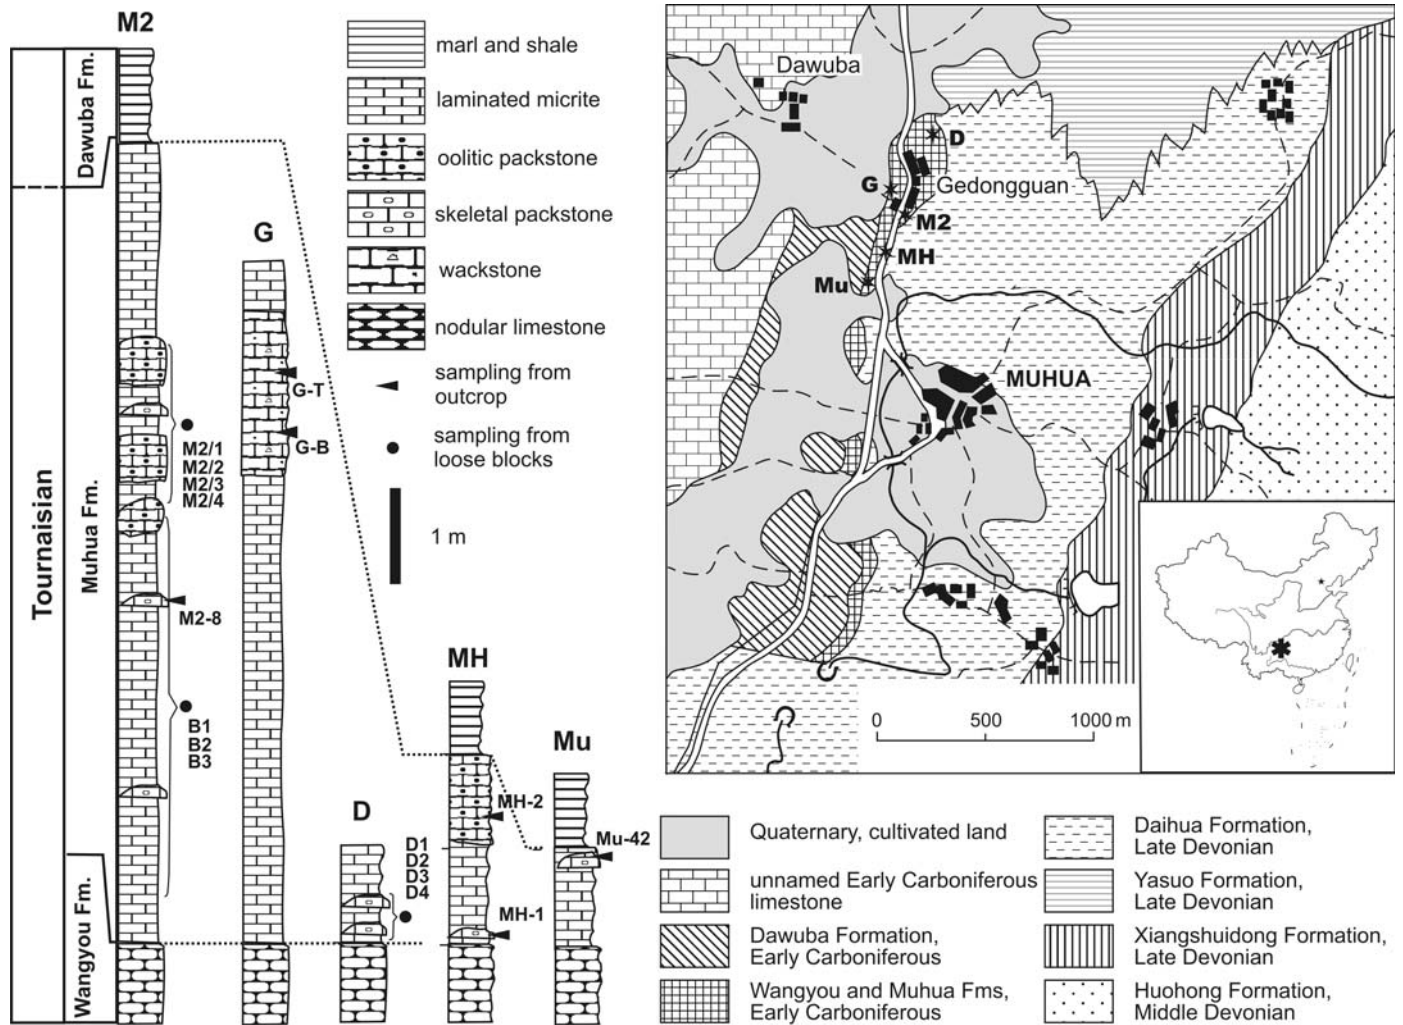 M2
Dawuba Fm.
Tournaisian
Muhua Fm.
Wangyou Fm.
M2/1
M2/2
M2/3
M2/4
M2-8
B1
B2
B3
G
G-T
G-B
D
D1
D2
D3
D4
MH
MH-2
MH-1
Mu
Mu-42
marl and shale
laminated micrite
oolitic packstone
skeletal packstone
wackstone
nodular limestone
sampling from
outcrop
sampling from
loose blocks
1 m
Dawuba
D
G
Gedongguan
M2
MH
Mu
MUHUA
0 500 1000 m
Quaternary, cultivated land
unnamed Early Carboniferous
limestone
Dawuba Formation,
Early Carboniferous
Wangyou and Muhua Fms,
Early Carboniferous
Daihua Formation,
Late Devonian
Yasuo Formation,
Late Devonian
Xiangshuidong Formation,
Late Devonian
Huohong Formation,
Middle Devonian